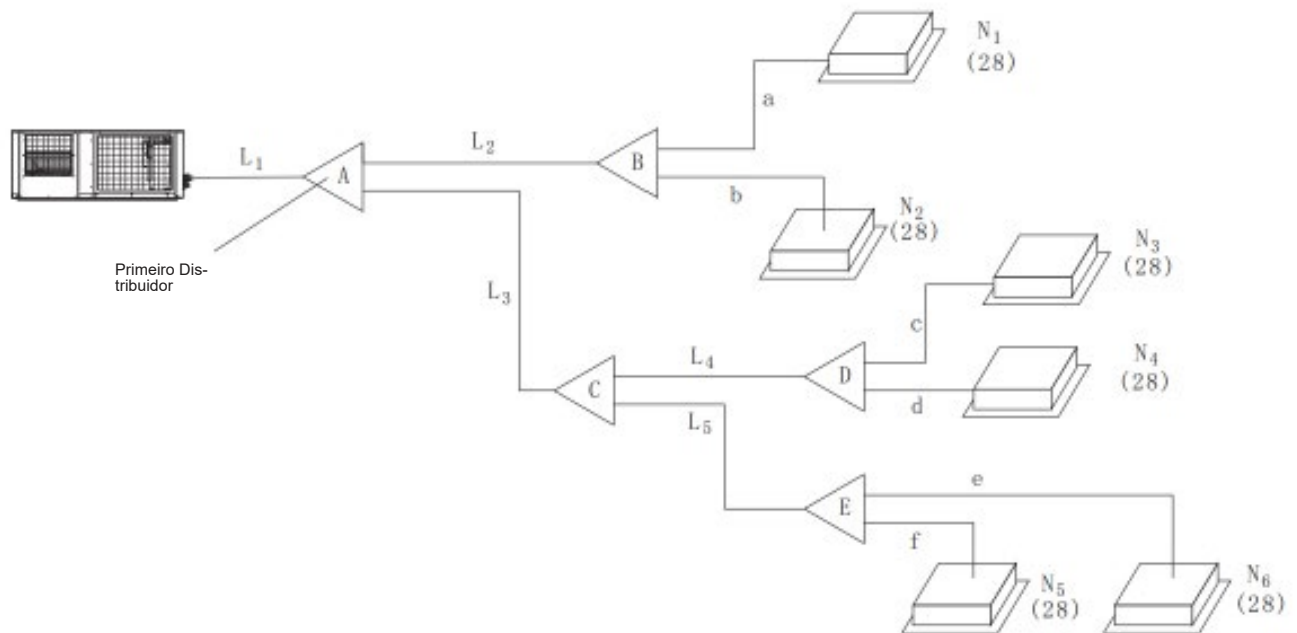 N₁
(28)
a
L₁
L₂
A
B
b
N₂
(28)
Primeiro Dis-
tribuidor
N₃
(28)
L₃
c
L₄
D
N₄
(28)
C
d
L₅
e
E
f
N₅
(28)
N₆
(28)